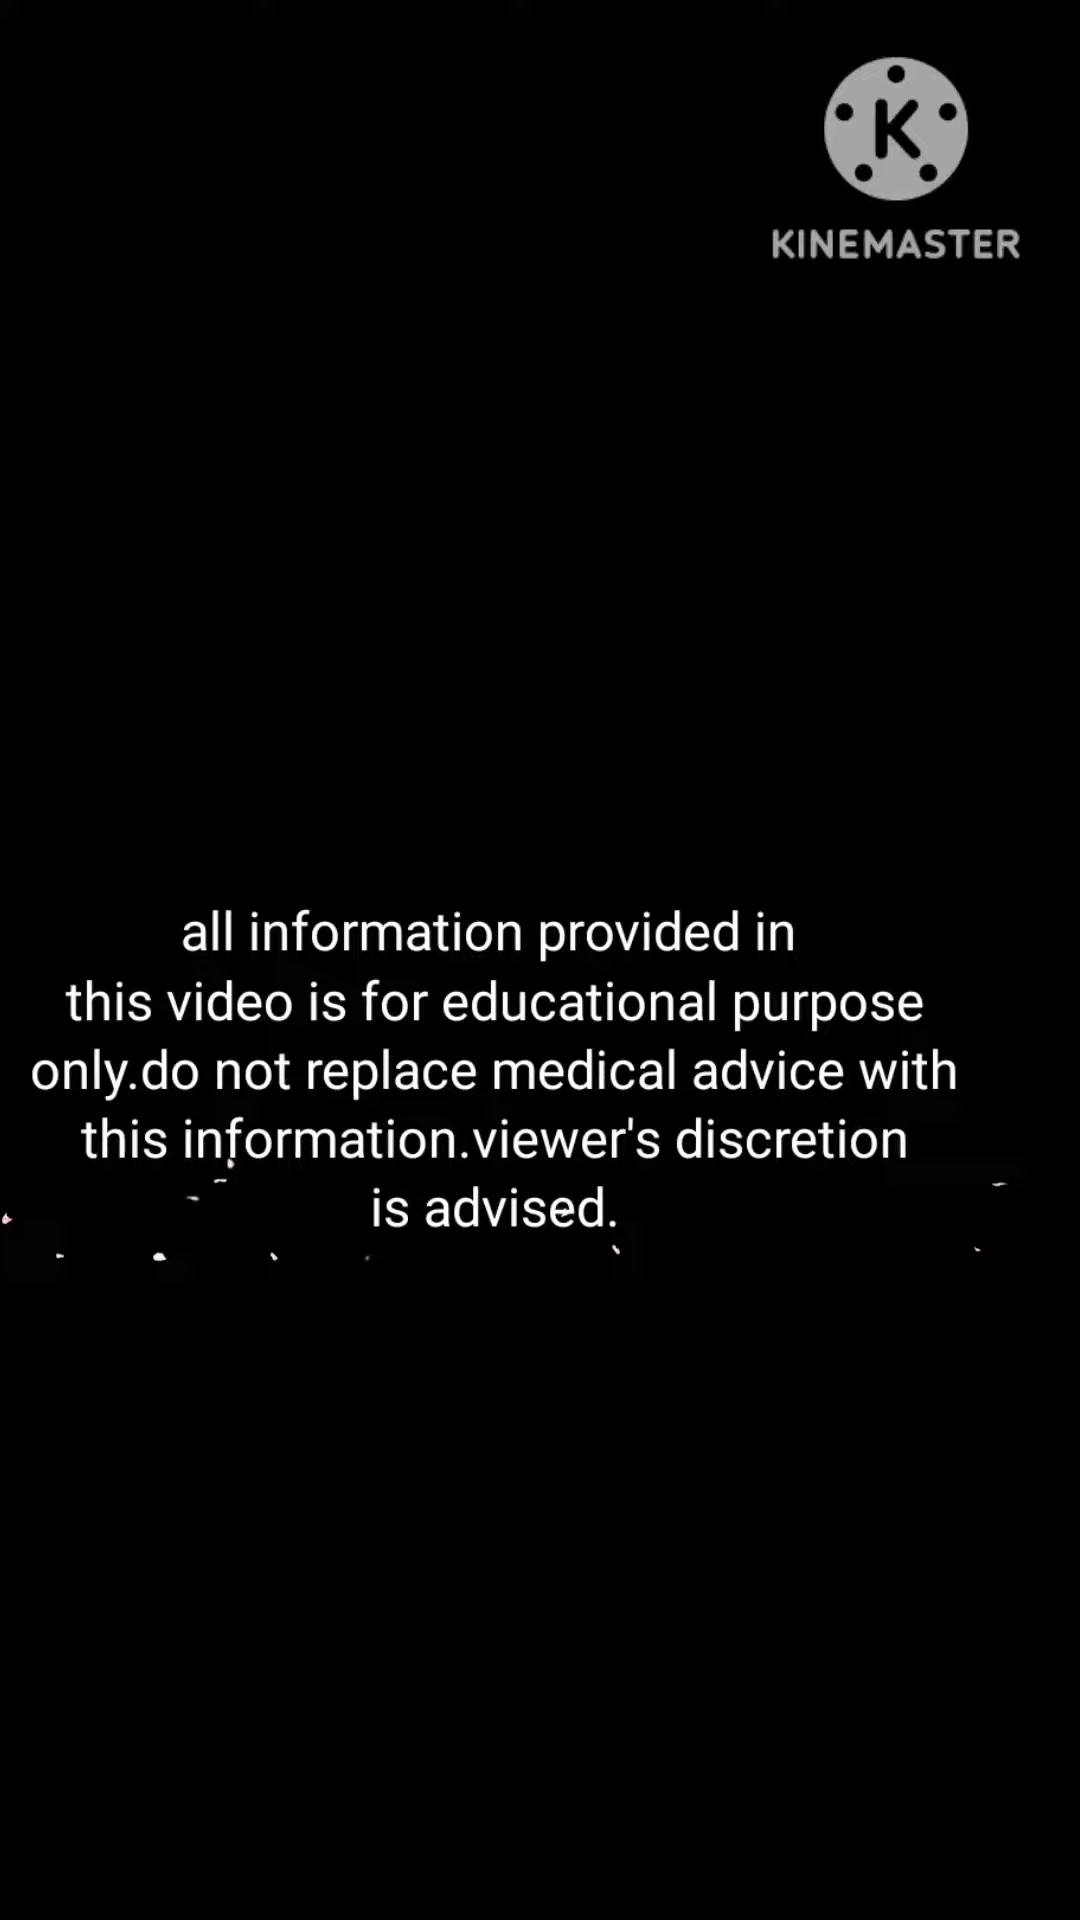 K
KINEMASTER
all information provided in
this video is for educational purpose
only.do not replace medical advice with
this information.viewer's discretion
is advised.